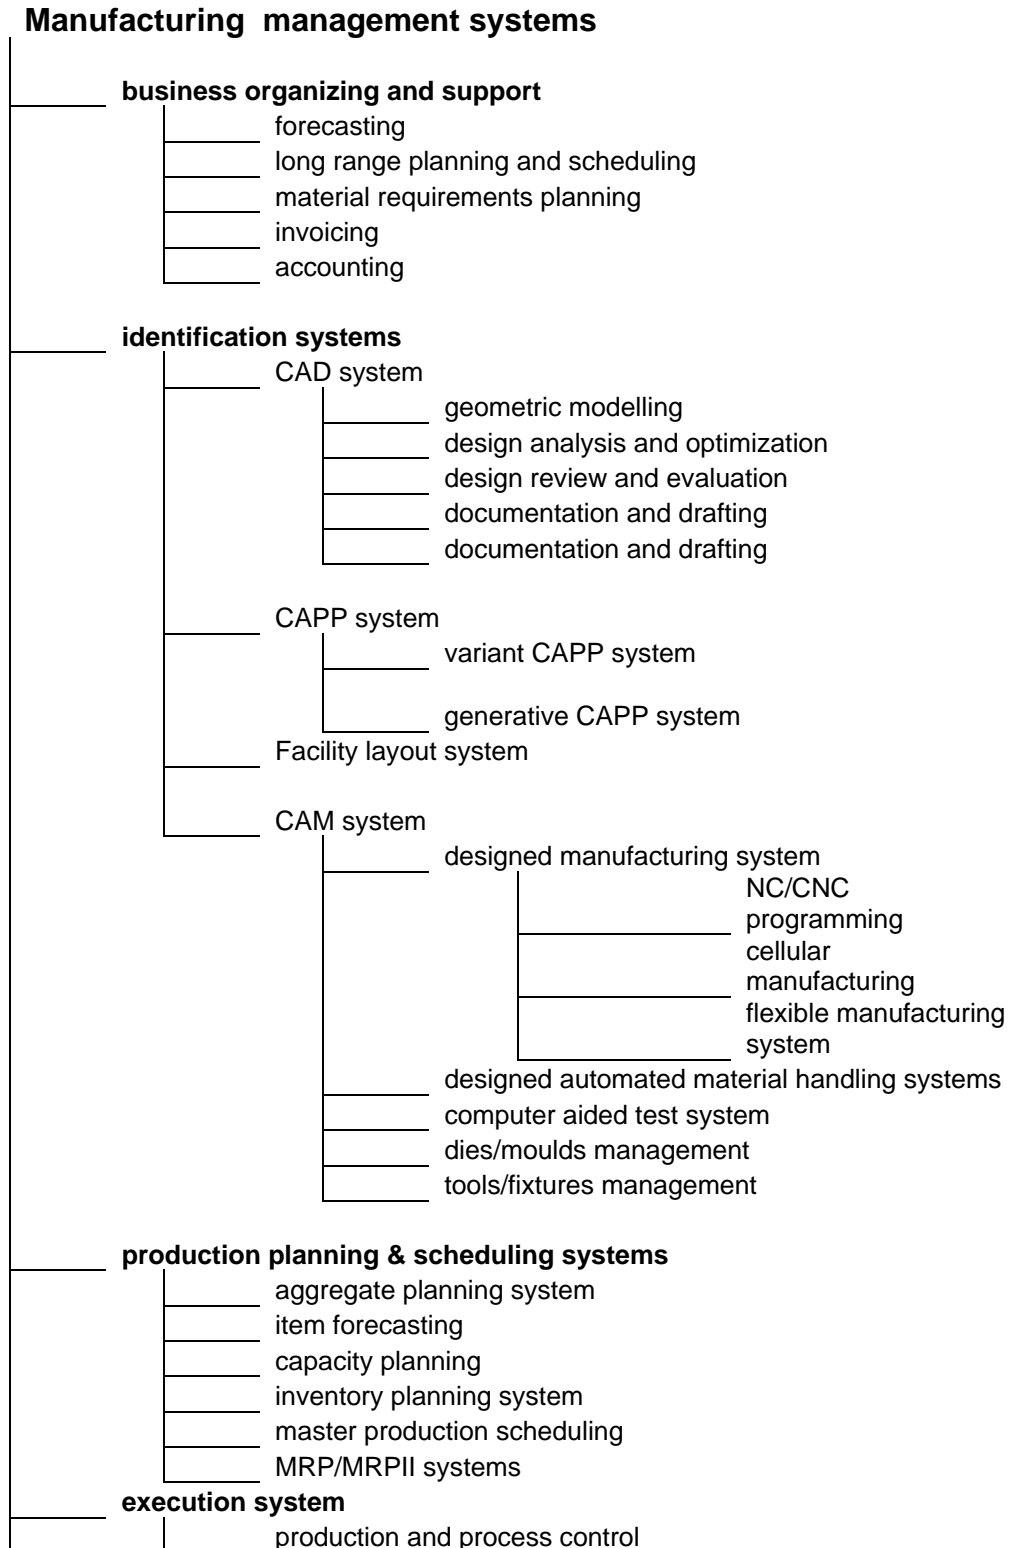 Manufacturing management systems
business organizing and support
forecasting
long range planning and scheduling
material requirements planning
invoicing
accounting
identification systems
CAD system
geometric modelling
design analysis and optimization
design review and evaluation
documentation and drafting
documentation and drafting
CAPP system
variant CAPP system
generative CAPP system
Facility layout system
CAM system
designed manufacturing system
NC/CNC
programming
cellular
manufacturing
flexible manufacturing
system
designed automated material handling systems
computer aided test system
dies/moulds management
tools/fixtures management
production planning & scheduling systems
aggregate planning system
item forecasting
capacity planning
inventory planning system
master production scheduling
MRP/MRPII systems
execution system
production and process control